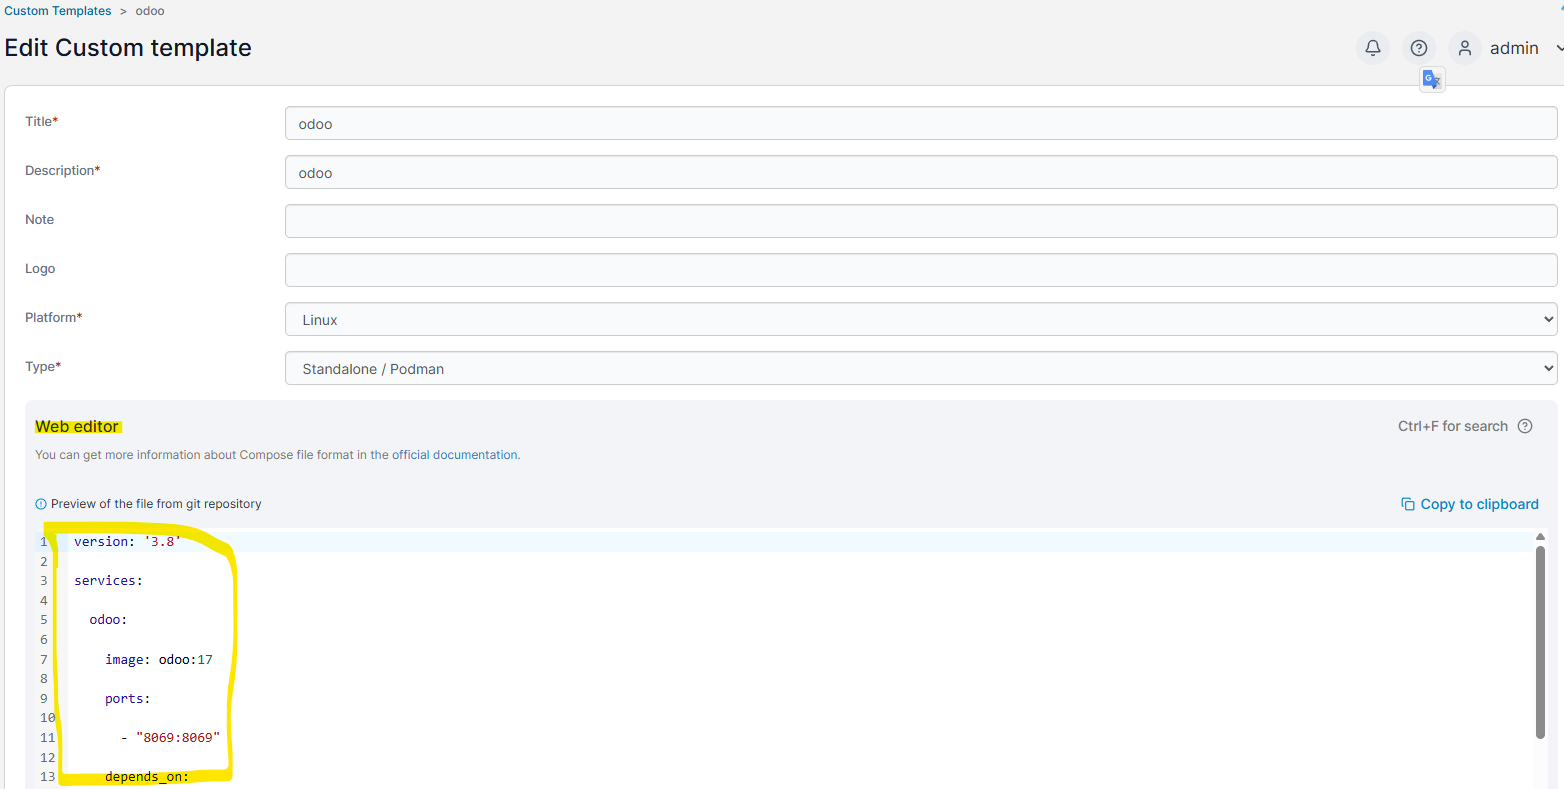 Custom Templates > odoo
Edit Custom template
admin
Title*
odoo
Description*
odoo
Note
Logo
Platform*
Linux
Type*
Standalone / Podman
Web editor
Ctrl+F for search
You can get more information about Compose file format in the official documentation.
Preview of the file from git repository
Copy to clipboard
1 version: '3.8'
2
3 services:
4
5 odoo:
6
7 image: odoo:17
8
9 ports:
10
11 - "8069:8069"
12
13 depends_on: